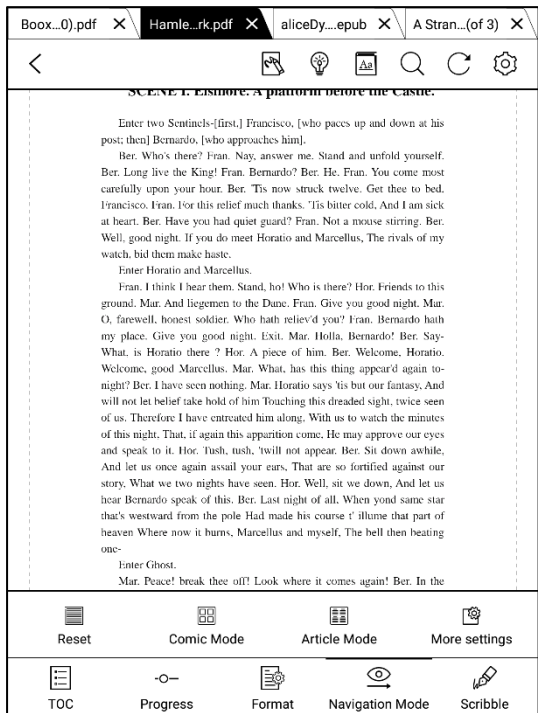 Boox...0).pdf
Hamle...rk.pdf
aliceDy....epub
A Stran...(of 3)
Aa
SCENE I. Elsinore. A platform before the Castle.
Enter two Sentinels-[first,] Francisco, [who paces up and down at his
post; then] Bernardo, [who approaches him].
Ber. Who's there? Fran. Nay, answer me. Stand and unfold yourself.
Ber. Long live the King! Fran. Bernardo? Ber. He. Fran. You come most
carefully upon your hour. Ber. 'Tis now struck twelve. Get thee to bed,
Francisco. Fran. For this relief much thanks. 'Tis bitter cold, And I am sick
at heart. Ber. Have you had quiet guard? Fran. Not a mouse stirring. Ber.
Well, good night. If you do meet Horatio and Marcellus, The rivals of my
watch, bid them make haste.
Enter Horatio and Marcellus.
Fran. I think I hear them. Stand, ho! Who is there? Hor. Friends to this
ground. Mar. And liegemen to the Dane. Fran. Give you good night. Mar.
O, farewell, honest soldier. Who hath reliev'd you? Fran. Bernardo hath
my place. Give you good night. Exit. Mar. Holla, Bernardo! Ber. Say-
What, is Horatio there ? Hor. A piece of him. Ber. Welcome, Horatio.
Welcome, good Marcellus. Mar. What, has this thing appear'd again to-
night? Ber. I have seen nothing. Mar. Horatio says 'tis but our fantasy, And
will not let belief take hold of him Touching this dreaded sight, twice seen
of us. Therefore I have entreated him along, With us to watch the minutes
of this night, That, if again this apparition come, He may approve our eyes
and speak to it. Hor. Tush, tush, 'twill not appear. Ber. Sit down awhile,
And let us once again assail your ears, That are so fortified against our
story, What we two nights have seen. Hor. Well, sit we down, And let us
hear Bernardo speak of this. Ber. Last night of all, When yond same star
that's westward from the pole Had made his course t' illume that part of
heaven Where now it burns, Marcellus and myself, The bell then beating
one-
Enter Ghost.
Mar. Peace! break thee off! Look where it comes again! Ber. In the
Reset
Comic Mode
Article Mode
More settings
TOC
Progress
Format
Navigation Mode
Scribble